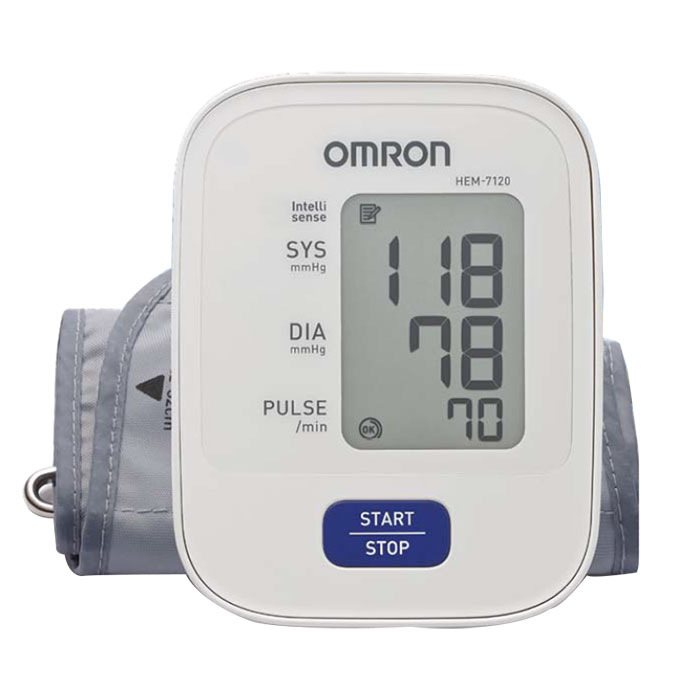 OMRON
HEM-7120
Intelli
sense
SYS
mmHg
118
DIA
mmHg
78
PULSE
/min
70
OK
START
STOP